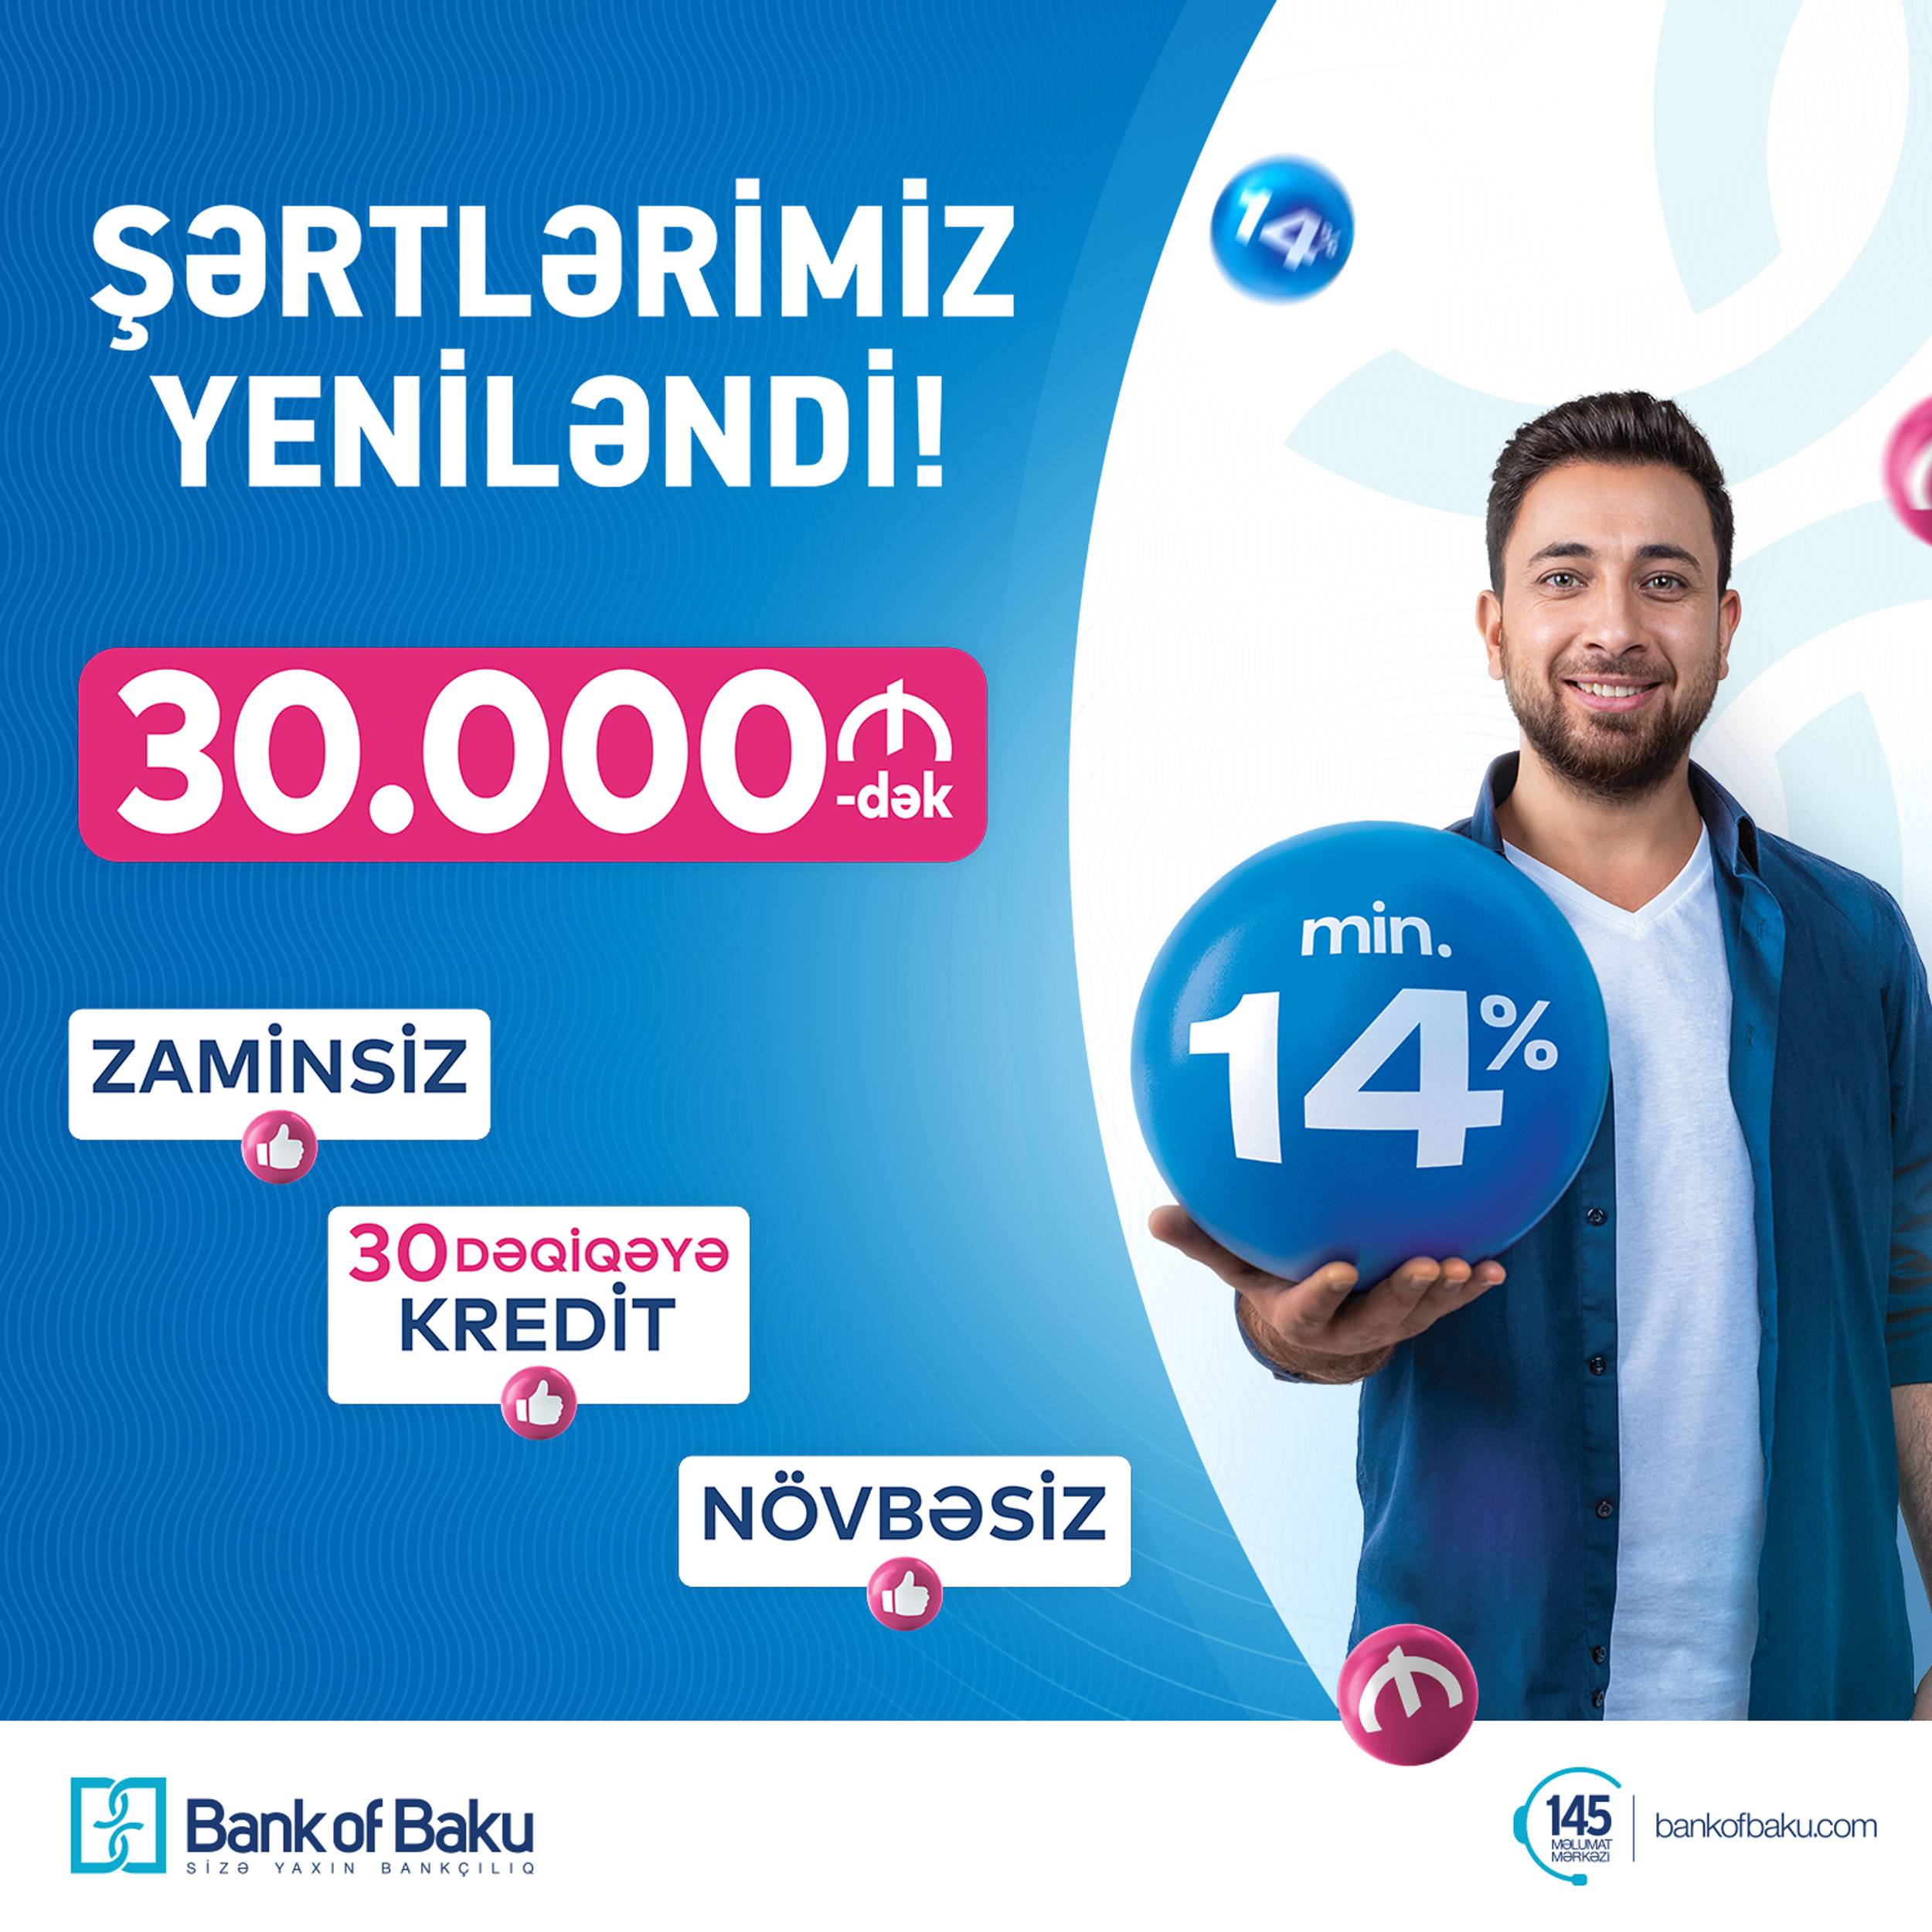 ŞƏRTLƏRİMİZ
YENİLƏNDİ!
14%
30.000₼
-dək
min.
14%
ZAMİNSİZ
30 DƏQİQƏYƏ
KREDİT
NÖVBƏSİZ
₼
Bank of Baku
SİZƏ YAXIN BANKÇILIQ
145
MƏLUMAT
MƏRKƏZİ
bankofbaku.com